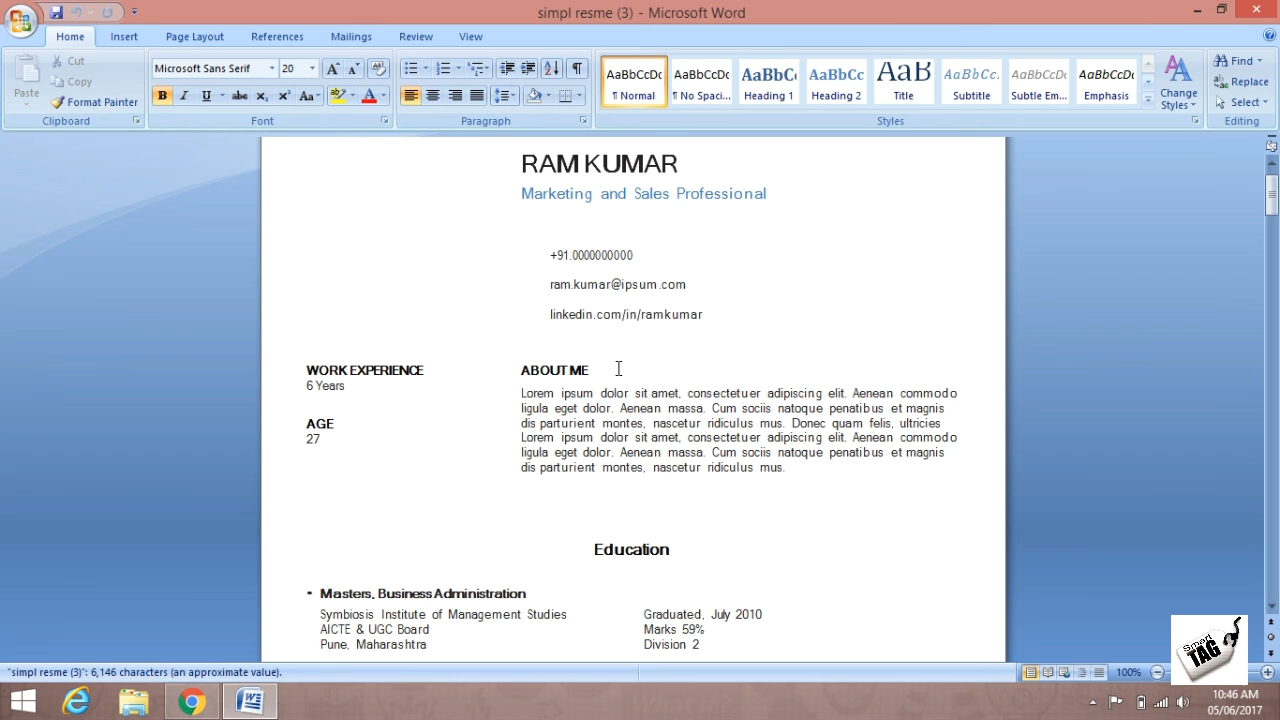 simpl resme (3) - Microsoft Word
Home Insert Page Layout References Mailings Review View
Paste
Cut
Copy
Format Painter
Clipboard
Microsoft Sans Serif 20
B I U abc X₂ X² Aa
Font
Paragraph
AaBbCcDc AaBbCcDc AaBbCc AaBbCc AaB AaBbCc. AaBbCcDc AaBbCcDc
¶ Normal ¶ No Spaci... Heading 1 Heading 2 Title Subtitle Subtle Em... Emphasis
Change Styles
Styles
Find
Replace
Select
Editing
RAM KUMAR
Marketing and Sales Professional
+91.0000000000
ram.kumar@ipsum.com
linkedin.com/in/ramkumar
WORK EXPERIENCE
6 Years
AGE
27
ABOUT ME
Lorem ipsum dolor sit amet, consectetuer adipiscing elit. Aenean commodo
ligula eget dolor. Aenean massa. Cum sociis natoque penatibus et magnis
dis parturient montes, nascetur ridiculus mus. Donec quam felis, ultricies
Lorem ipsum dolor sit amet, consectetuer adipiscing elit. Aenean commodo
ligula eget dolor. Aenean massa. Cum sociis natoque penatibus et magnis
dis parturient montes, nascetur ridiculus mus.
Education
• Masters, Business Administration
Symbiosis Institute of Management Studies Graduated, July 2010
AICTE & UGC Board Marks 59%
Pune, Maharashtra Division 2
Smart TAG
"simpl resme (3)": 6,146 characters (an approximate value).
100%
10:46 AM
05/06/2017